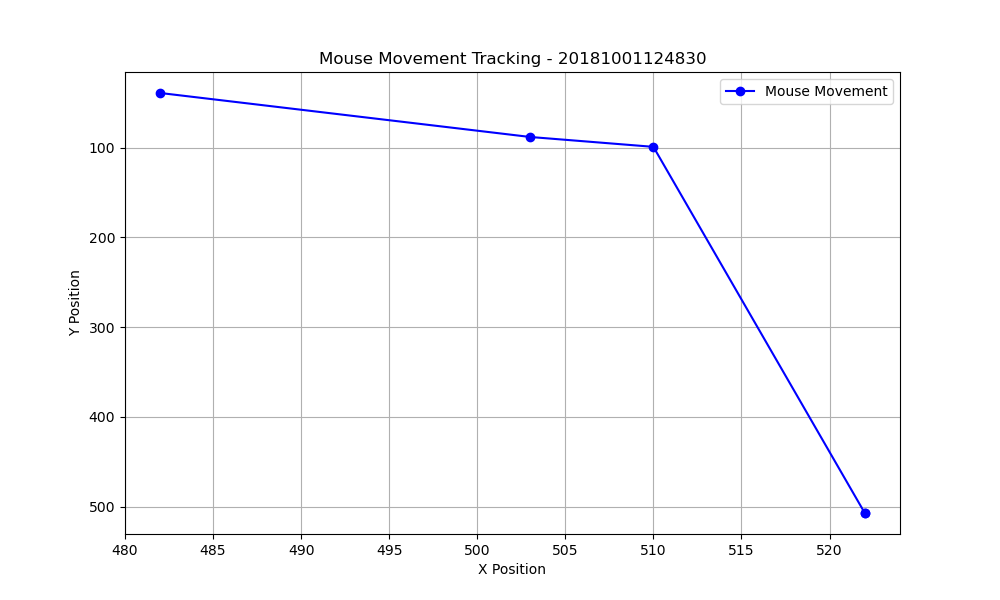 Mouse Movement Tracking - 20181001124830
Mouse Movement
100
200
300
400
500
Y Position
480 485 490 495 500 505 510 515 520
X Position